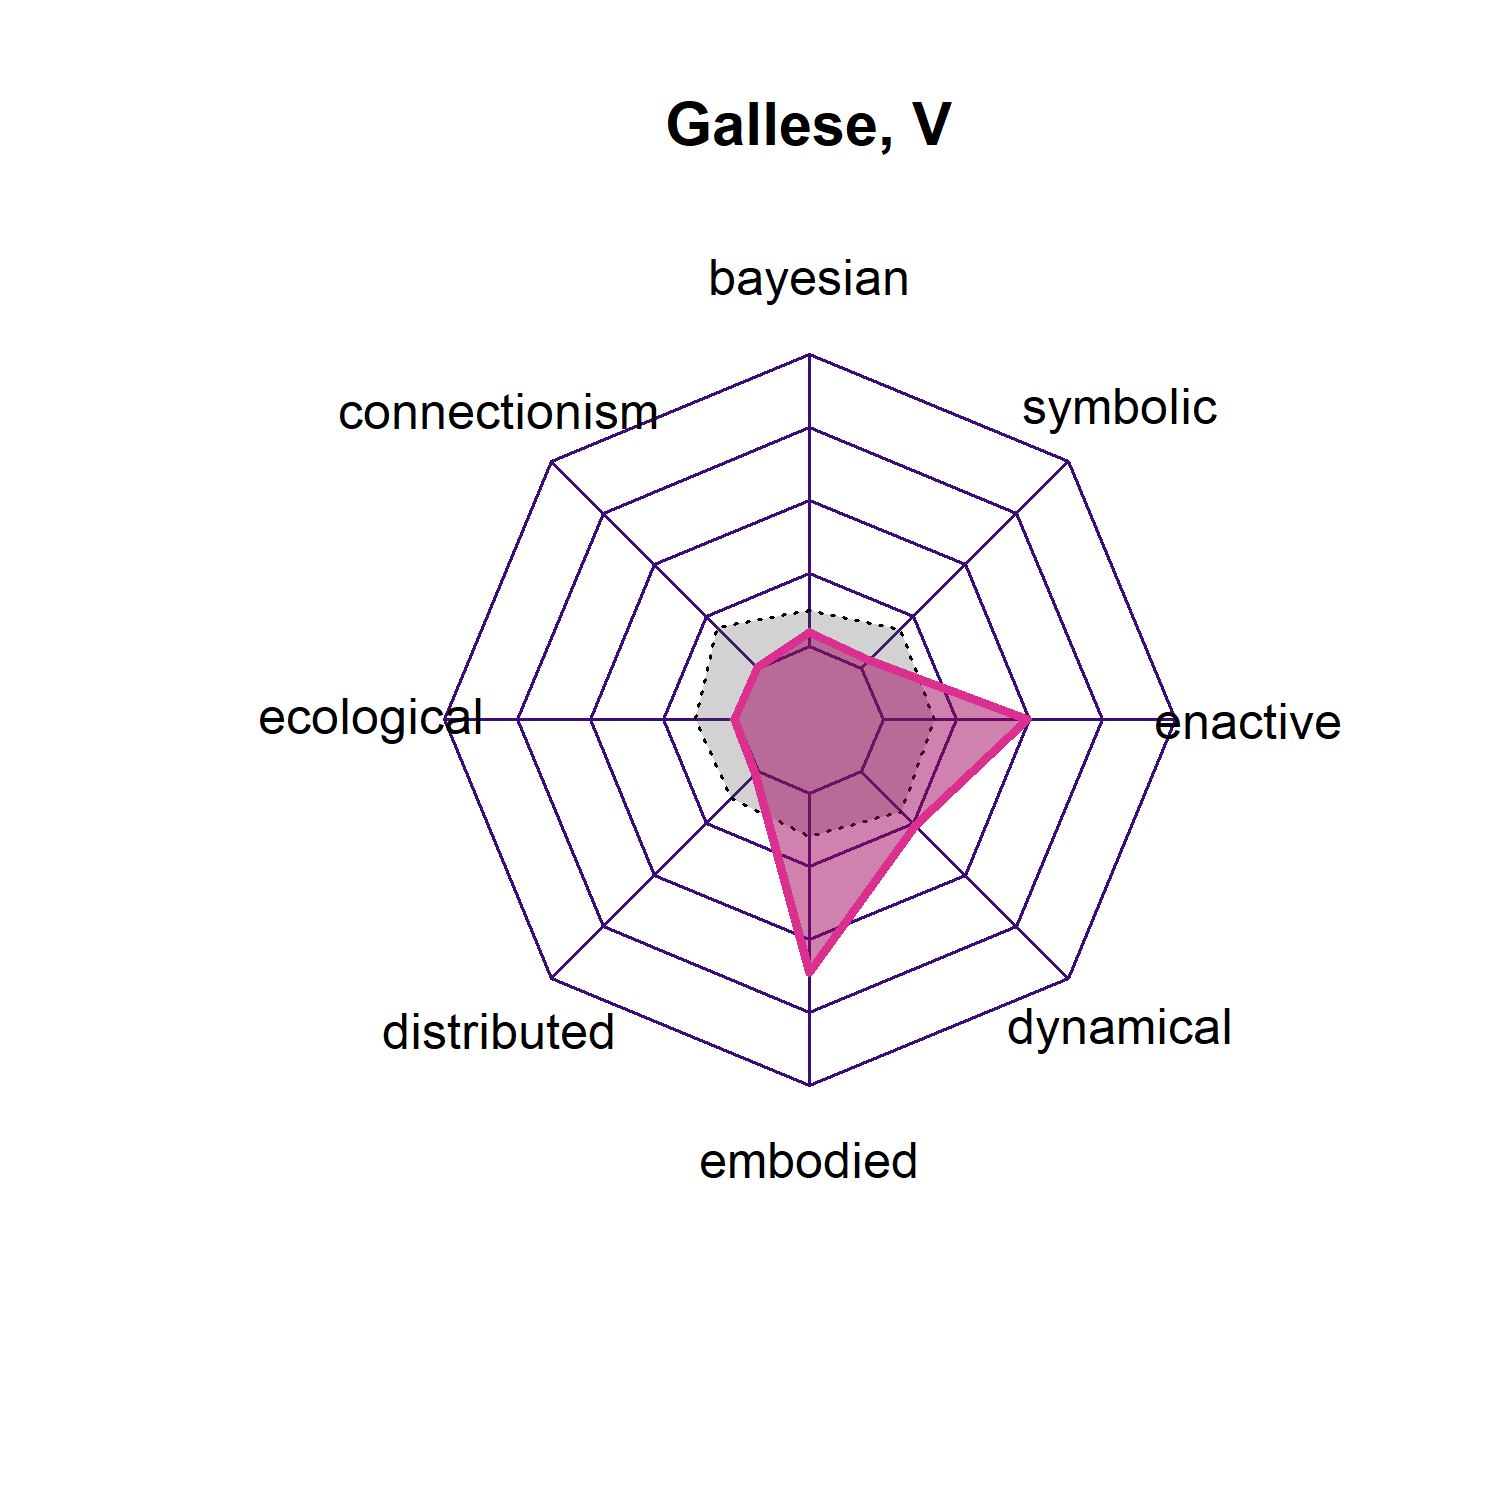 Gallese, V
bayesian
symbolic
connectionism
ecological
enactive
distributed
dynamical
embodied